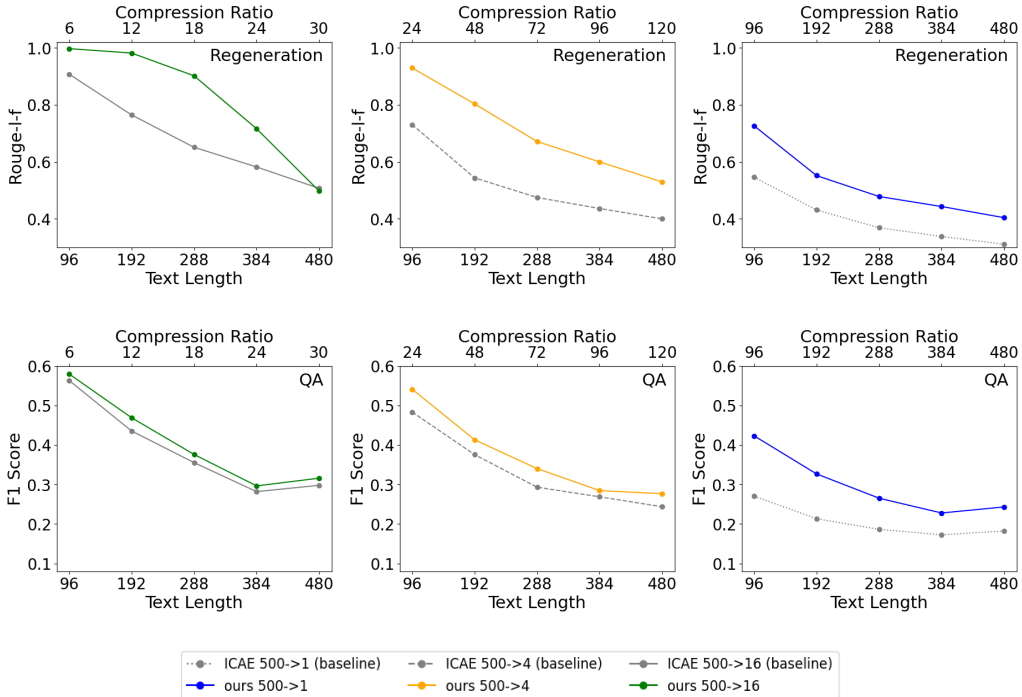 Compression Ratio Compression Ratio Compression Ratio
6 12 18 24 30 24 48 72 96 120 96 192 288 384 480
Regeneration Regeneration Regeneration
Rouge-l-f Rouge-l-f Rouge-l-f
1.0 1.0 1.0
0.8 0.8 0.8
0.6 0.6 0.6
0.4 0.4 0.4
96 192 288 384 480 96 48 288 96 480 96 192 288 384 480
Text Length Text Length Text Length
Compression Ratio Compression Ratio Compression Ratio
6 12 18 24 30 24 48 72 96 120 96 192 288 384 480
QA QA QA
F1 Score F1 Score F1 Score
0.6 0.6 0.6
0.5 0.5 0.5
0.4 0.4 0.4
0.3 0.3 0.3
0.2 0.2 0.2
0.1 0.1 0.1
96 192 288 384 480 96 192 288 384 480 96 192 288 384 480
Text Length Text Length Text Length
ICAE 500->1 (baseline) ICAE 500->4 (baseline) ICAE 500->16 (baseline)
ours 500->1 ours 500->4 ours 500->16